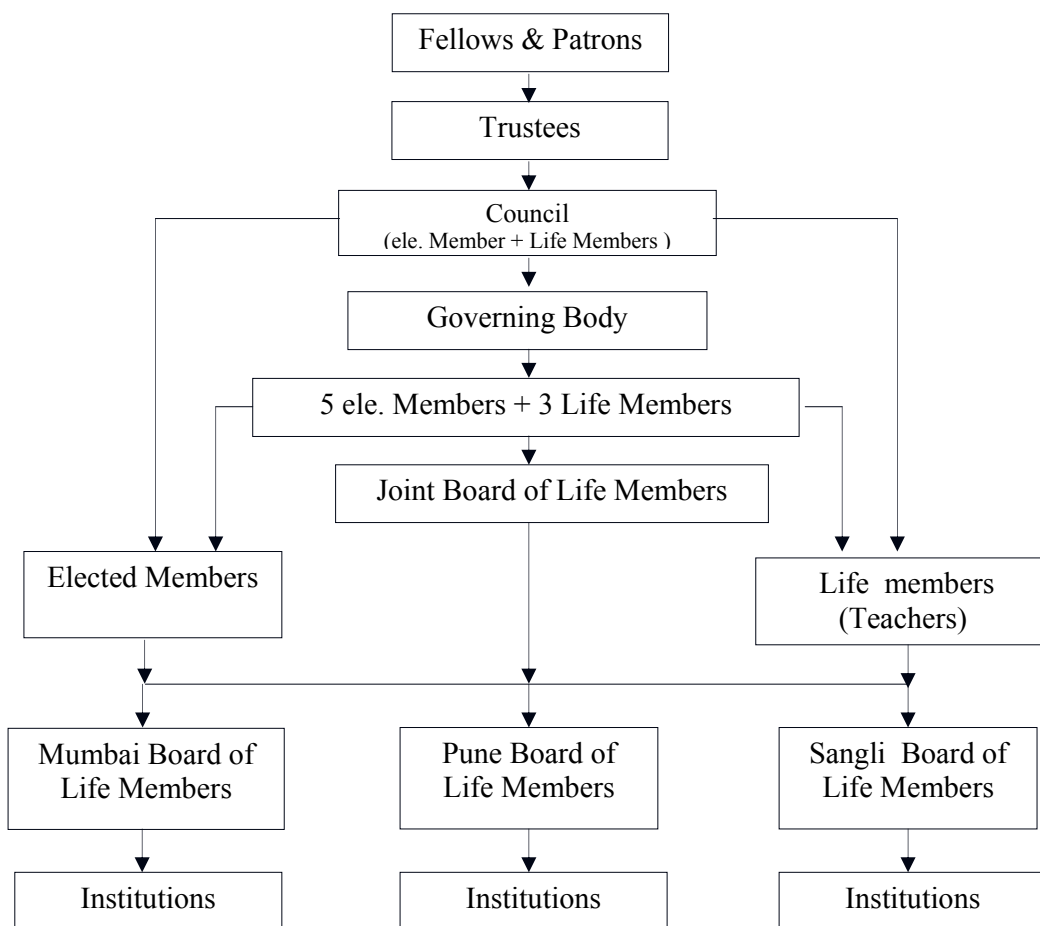 Fellows & Patrons
Trustees
Council
(ele. Member + Life Members )
Governing Body
5 ele. Members + 3 Life Members
Joint Board of Life Members
Elected Members
Life members
(Teachers)
Mumbai Board of
Life Members
Pune Board of
Life Members
Sangli Board of
Life Members
Institutions
Institutions
Institutions